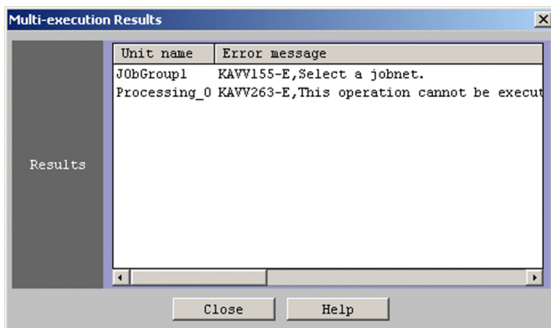 Multi-execution Results
Unit name Error message
JObGroup1 KAVV155-E,Select a jobnet.
Processing_0 KAVV263-E,This operation cannot be execut
Results
Close Help